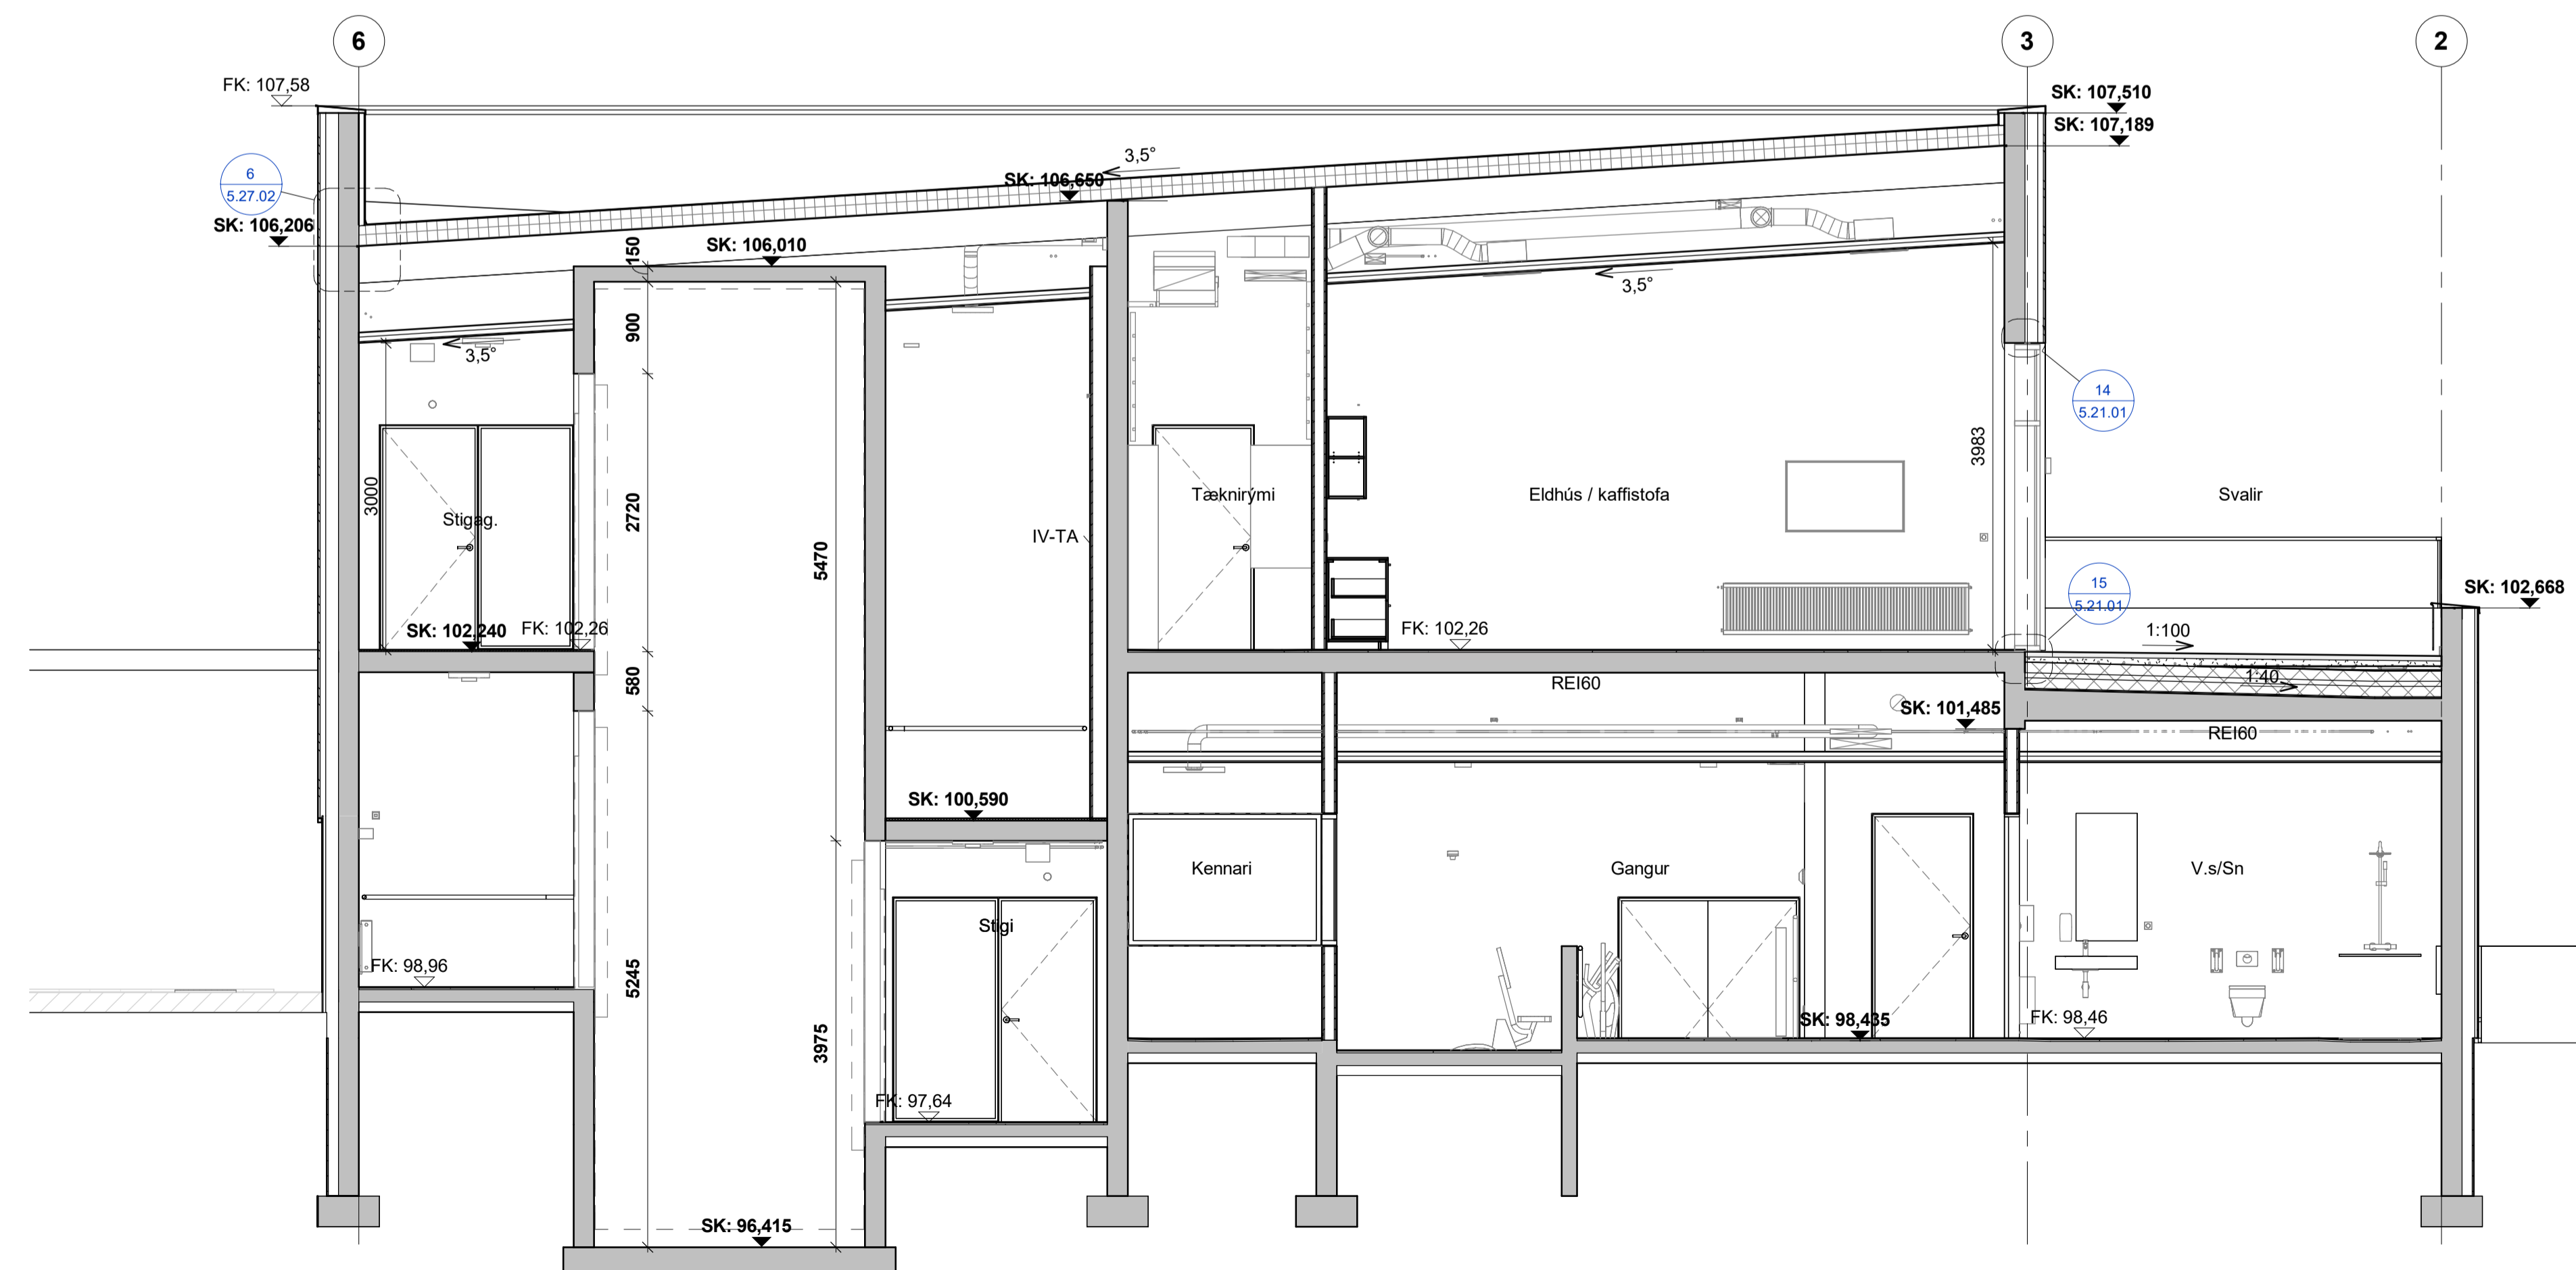 6
3
2
FK: 107,58
SK: 107,510
SK: 107,189
3,5°
6
5.27.02
SK: 106,650
SK: 106,206
150
SK: 106,010
3,5°
900
3,5°
14
5.21.01
3983
3000
2720
Stigag.
Tæknirými
Eldhús / kaffistofa
Svalir
IV-TA
5470
15
5.21.01
SK: 102,668
SK: 102,240
FK: 102,26
FK: 102,26
1:100
580
REI60
1:40
SK: 101,485
REI60
SK: 100,590
Kennari
Gangur
V.s/Sn
Stigi
FK: 98,96
5245
SK: 98,435
FK: 98,46
3975
FK: 97,64
SK: 96,415